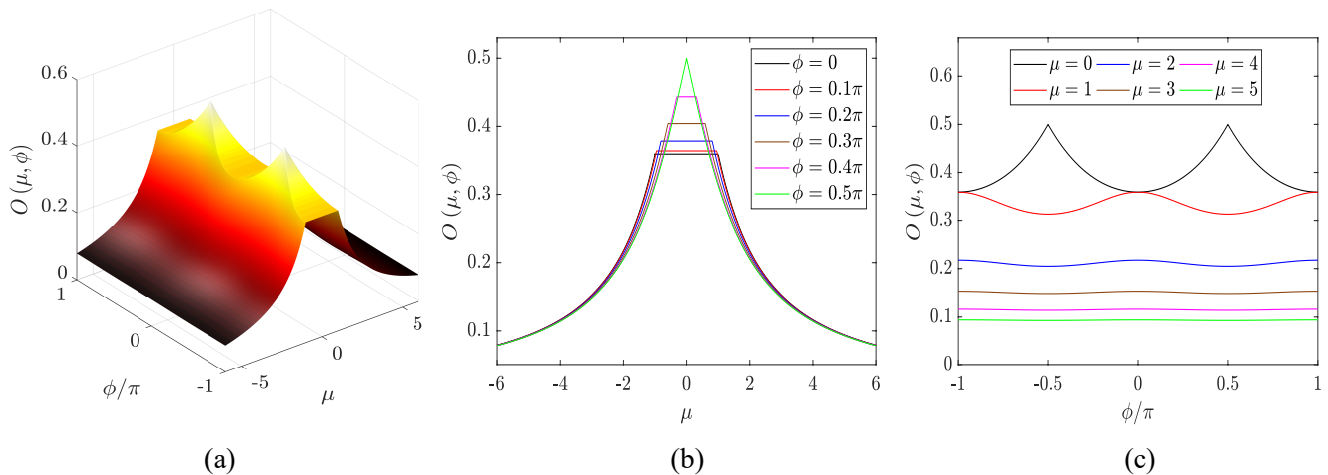 O (μ, ϕ)
0.6
0.4
0.2
0
1
0
-1
ϕ/π
-5
0
5
μ
(a)
O (μ, ϕ)
0.5
0.4
0.3
0.2
0.1
-6
-4
-2
0
2
4
6
μ
ϕ = 0
ϕ = 0.1π
ϕ = 0.2π
ϕ = 0.3π
ϕ = 0.4π
ϕ = 0.5π
(b)
O (μ, ϕ)
0.6
0.5
0.4
0.3
0.2
0.1
0
-1
-0.5
0
0.5
1
ϕ/π
μ = 0 μ = 2 μ = 4
μ = 1 μ = 3 μ = 5
(c)